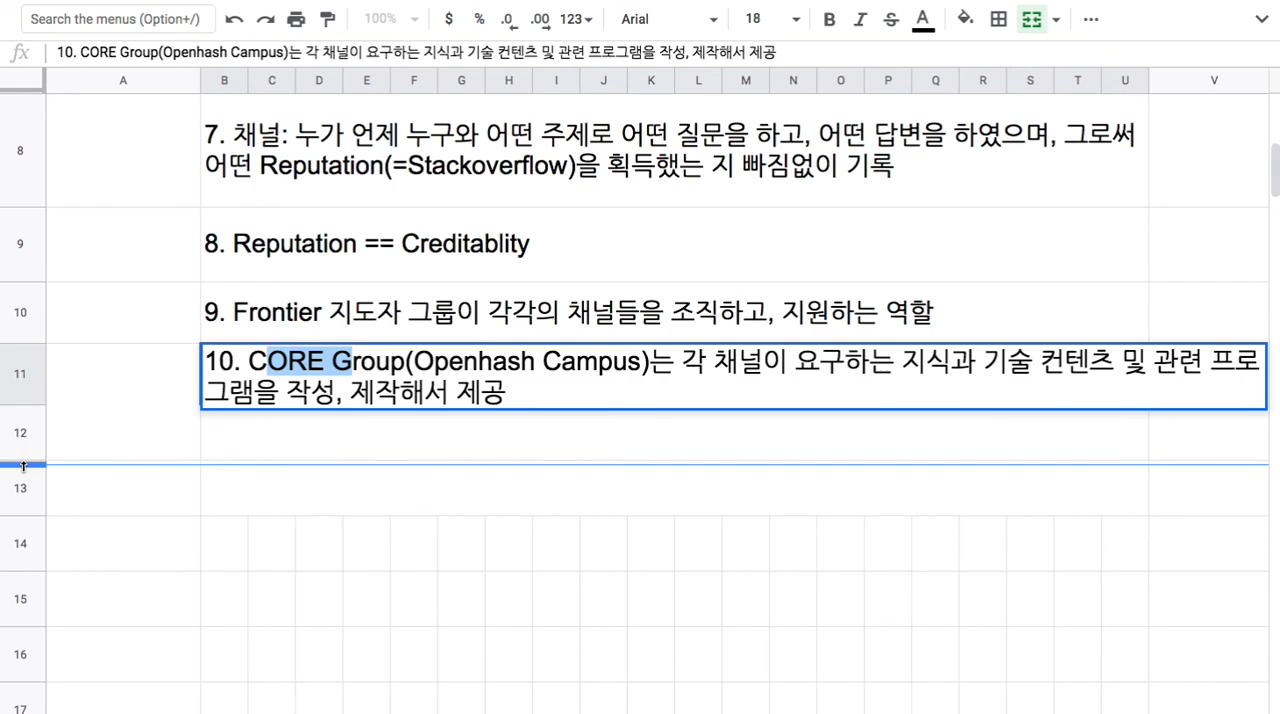 Search the menus (Option+/)
100%
$ % .0 .00 123
Arial
18
B I S A
fx 10. CORE Group(Openhash Campus)는 각 채널이 요구하는 지식과 기술 컨텐츠 및 관련 프로그램을 작성, 제작해서 제공
A B C D E F G H I J K L M N O P Q R S T U V
8
7. 채널: 누가 언제 누구와 어떤 주제로 어떤 질문을 하고, 어떤 답변을 하였으며, 그로써
어떤 Reputation(=Stackoverflow)을 획득했는 지 빠짐없이 기록
9
8. Reputation == Creditablity
10
9. Frontier 지도자 그룹이 각각의 채널들을 조직하고, 지원하는 역할
11
10. CORE Group(Openhash Campus)는 각 채널이 요구하는 지식과 기술 컨텐츠 및 관련 프로
그램을 작성, 제작해서 제공
12
13
14
15
16
17